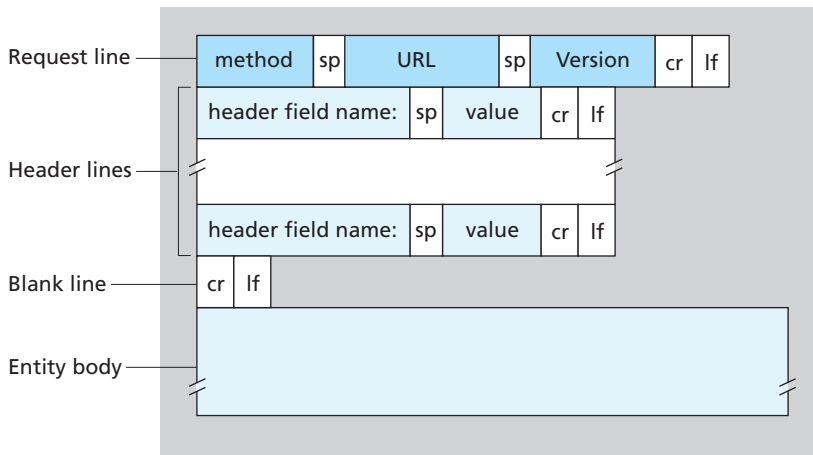 Request line method sp URL sp Version cr lf
header field name: sp value cr lf
Header lines
header field name: sp value cr lf
Blank line cr lf
Entity body